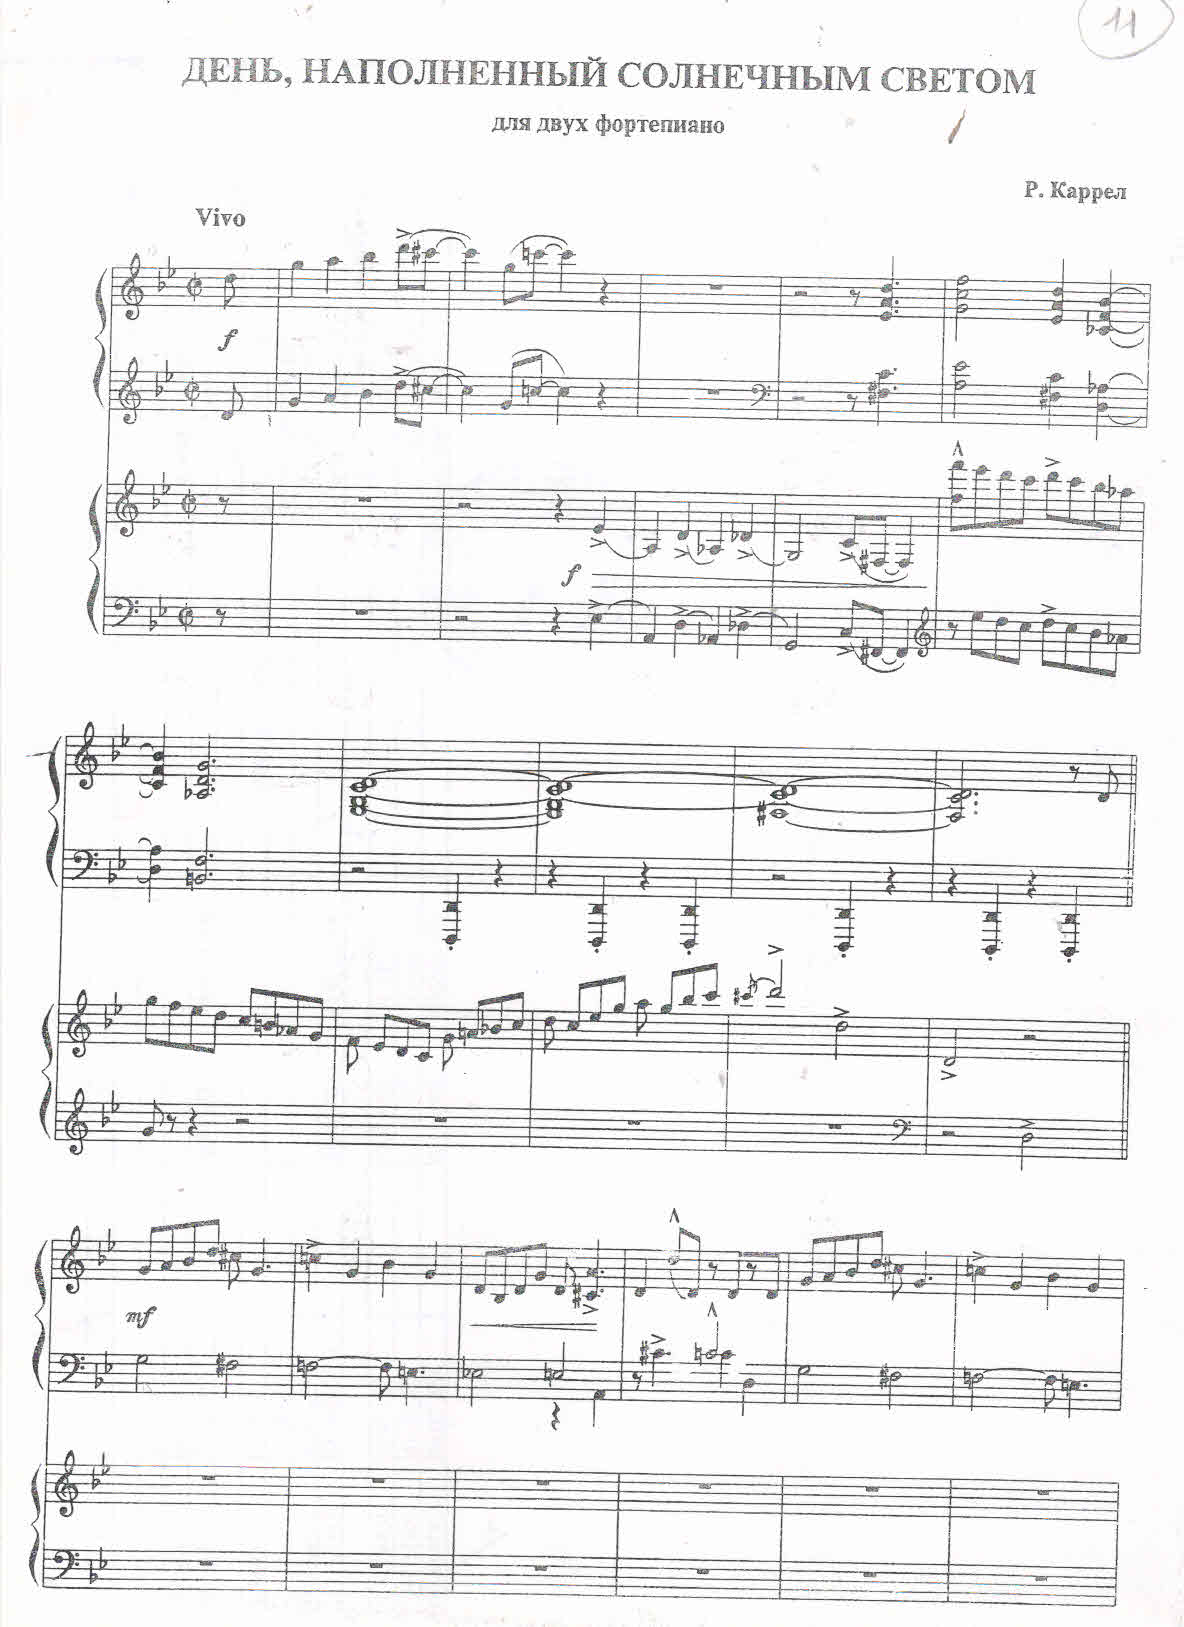 11
ДЕНЬ, НАПОЛНЕННЫЙ СОЛНЕЧНЫМ СВЕТОМ
для двух фортепиано
Р. Каррел
Vivo
f
f
mf